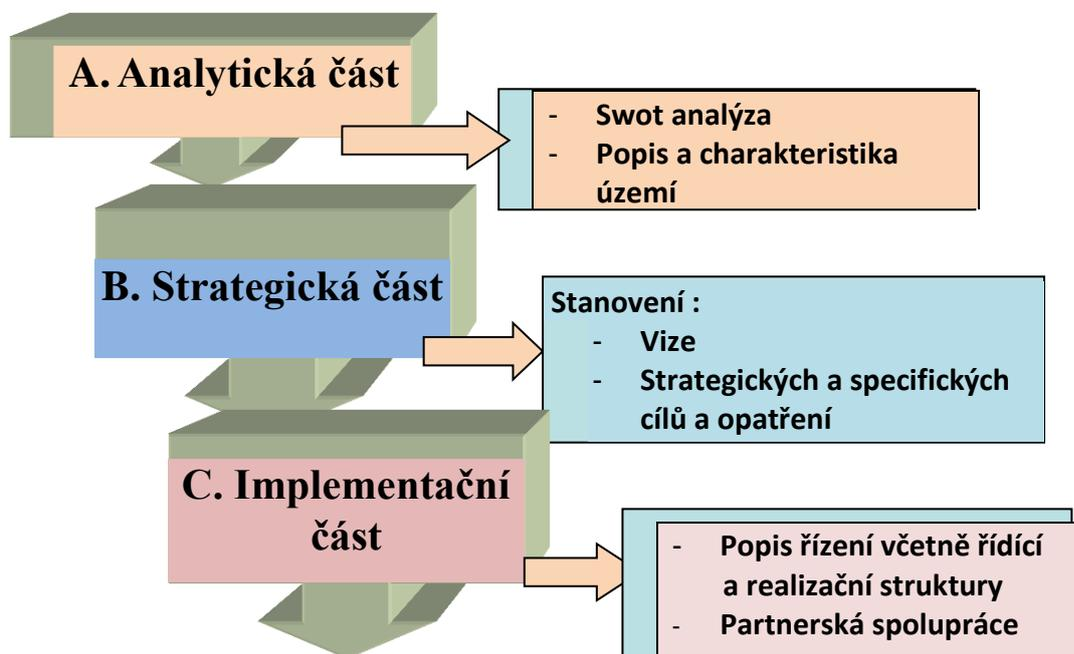 A. Analytická část
- Swot analýza
- Popis a charakteristika
území
B. Strategická část
Stanovení :
- Vize
- Strategických a specifických
cílů a opatření
C. Implementační
část
- Popis řízení včetně řídící
a realizační struktury
- Partnerská spolupráce